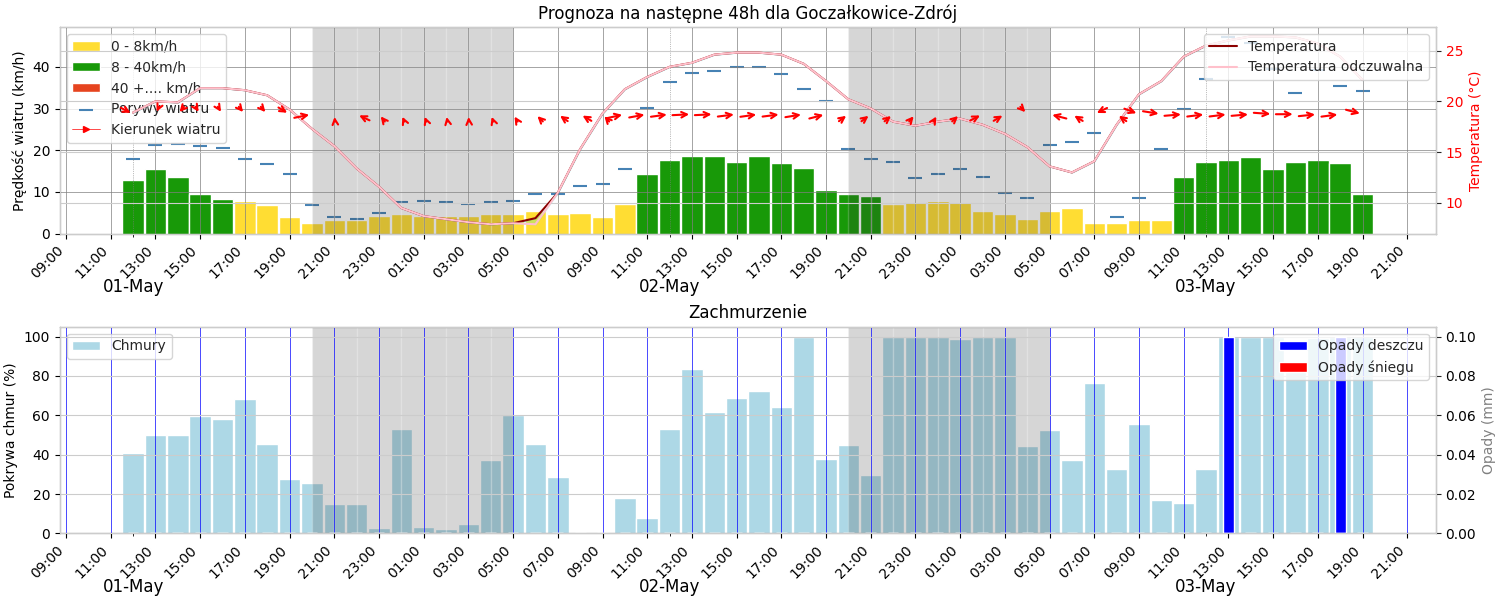 Prognoza na następne 48h dla Goczałkowice-Zdrój
0 - 8km/h
8 - 40km/h
40 +.... km/h
Porywy wiatru
Kierunek wiatru
Temperatura
Temperatura odczuwalna
Prędkość wiatru (km/h)
40
30
20
10
0
25
20
15
10
Temperatura (°C)
09:00 11:00 13:00 15:00 17:00 19:00 21:00 23:00 01:00 03:00 05:00 07:00 09:00 11:00 13:00 15:00 17:00 19:00 21:00 23:00 01:00 03:00 05:00 07:00 09:00 11:00 13:00 15:00 17:00 19:00 21:00
01-May 02-May 03-May
Zachmurzenie
Chmury
Opady deszczu
Opady śniegu
Pokrywa chmur (%)
100
80
60
40
20
0
0.10
0.08
0.06
0.04
0.02
0.00
Opady (mm)
09:00 11:00 13:00 15:00 17:00 19:00 21:00 23:00 01:00 03:00 05:00 07:00 09:00 11:00 13:00 15:00 17:00 19:00 21:00 23:00 01:00 03:00 05:00 07:00 09:00 11:00 13:00 15:00 17:00 19:00 21:00
01-May 02-May 03-May